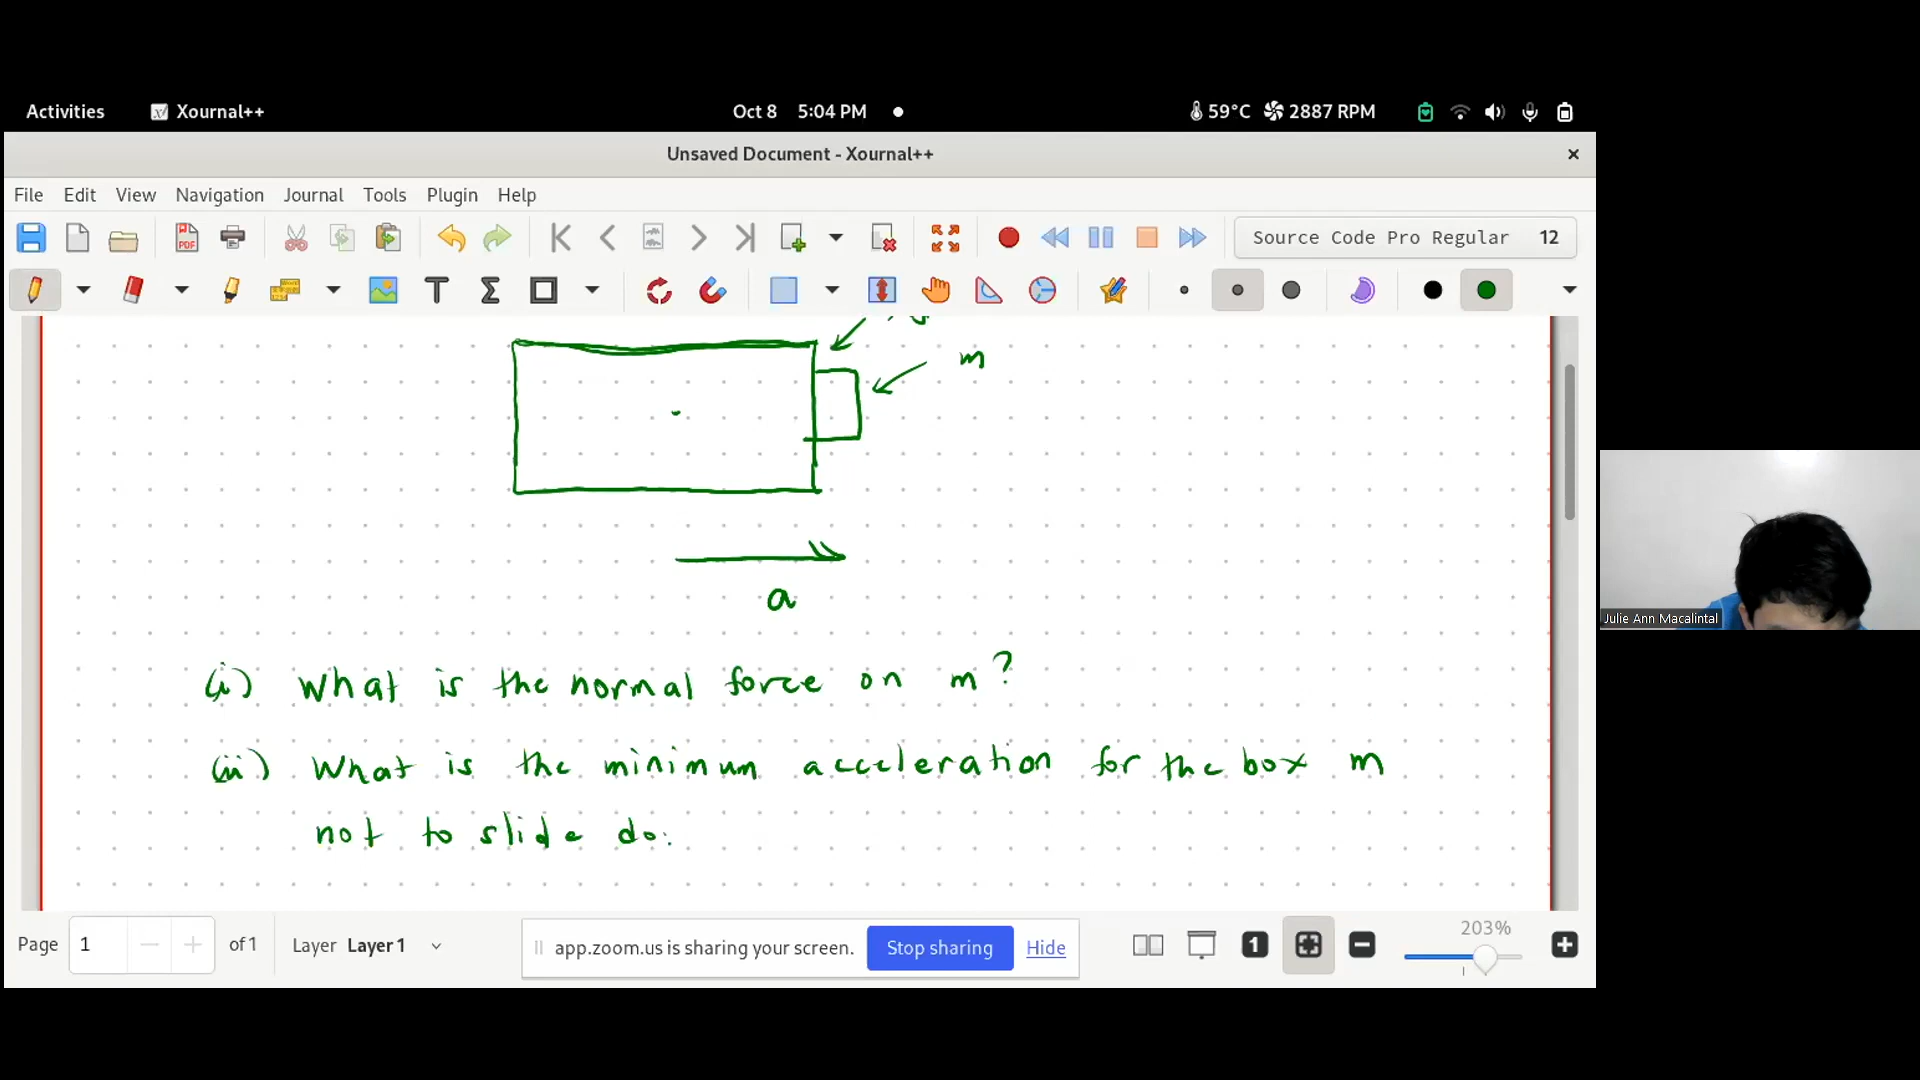 Activities Xournal++ Oct 8 5:04 PM 59°C 2887 RPM
Unsaved Document - Xournal++
File Edit View Navigation Journal Tools Plugin Help
Source Code Pro Regular 12
m
a
(i) What is the normal force on m?
(ii) What is the minimum acceleration for the box m
not to slide do
Julie Ann Macalintal
Page 1 of 1 Layer Layer 1 app.zoom.us is sharing your screen. Stop sharing Hide 1 203%